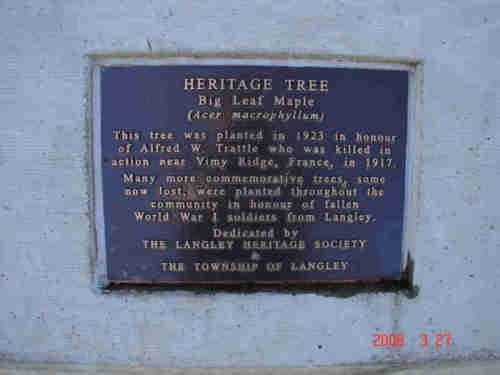 HERITAGE TREE
Big Leaf Maple
(Acer macrophyllum)
This tree was planted in 1923 in honour
of Alfred W. Trattle who was killed in
action near Vimy Ridge, France, in 1917.
Many more commemorative trees, some
now lost, were planted throughout the
community in honour of fallen
World War I soldiers from Langley.
Dedicated by
THE LANGLEY HERITAGE SOCIETY
&
THE TOWNSHIP OF LANGLEY
2008 3 27